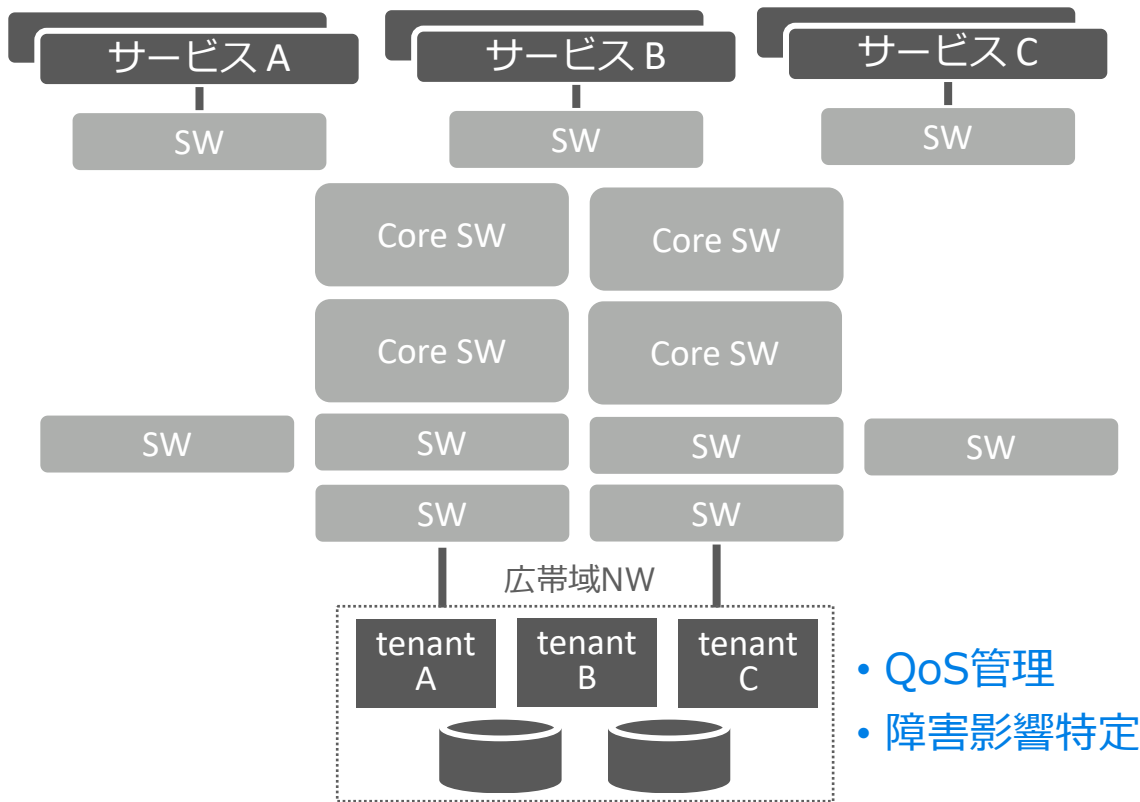 サービス A
サービス B
サービス C
SW
SW
SW
Core SW
Core SW
Core SW
Core SW
SW
SW
SW
SW
SW
SW
広帯域NW
tenant
A
tenant
B
tenant
C
• QoS管理
• 障害影響特定